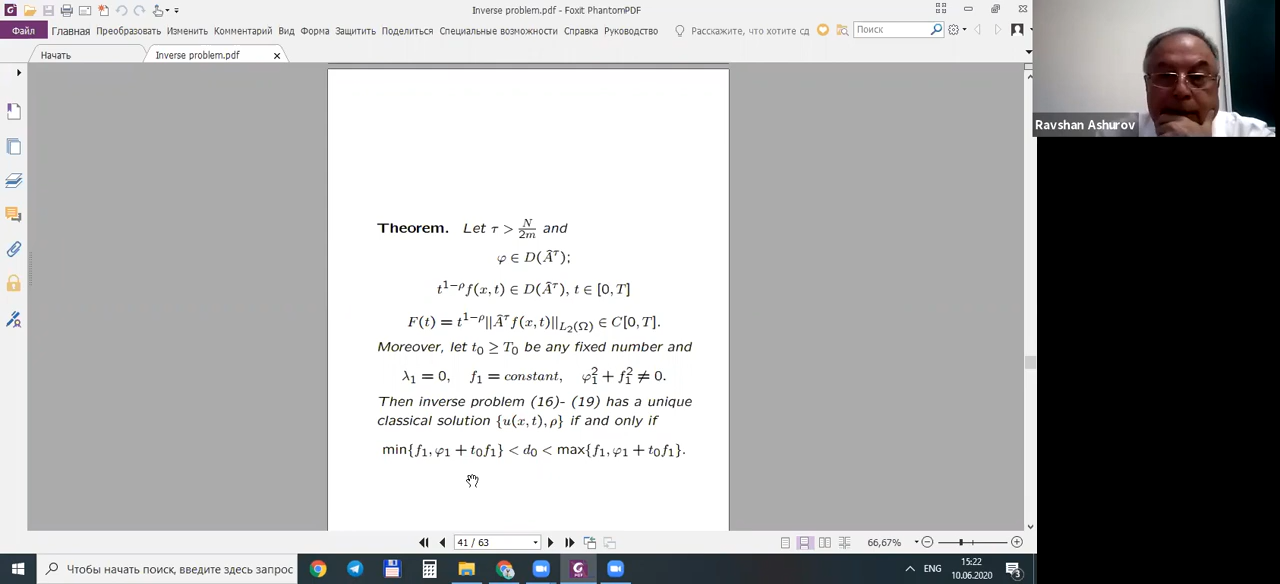 Inverse problem.pdf - Foxit PhantomPDF
Файл Главная Преобразовать Изменить Комментарий Вид Форма Защитить Поделиться Специальные возможности Справка Руководство Расскажите, что хотите сд Поиск
Начать Inverse problem.pdf
Ravshan Ashurov
Theorem. Let τ > N/2m and
φ ∈ D(Â^τ);
t^{1−ρ}f(x,t) ∈ D(Â^τ), t ∈ [0,T]
F(t) = t^{1−ρ}||Â^τ f(x,t)||_{L₂(Ω)} ∈ C[0,T].
Moreover, let t₀ ≥ T₀ be any fixed number and
λ₁ = 0, f₁ = constant, φ₁² + f₁² ≠ 0.
Then inverse problem (16)- (19) has a unique
classical solution {u(x,t), ρ} if and only if
min{f₁, φ₁ + t₀f₁} < d₀ < max{f₁, φ₁ + t₀f₁}.
41 / 63
66,67%
Чтобы начать поиск, введите здесь запрос
ENG
15:22
10.06.2020
3